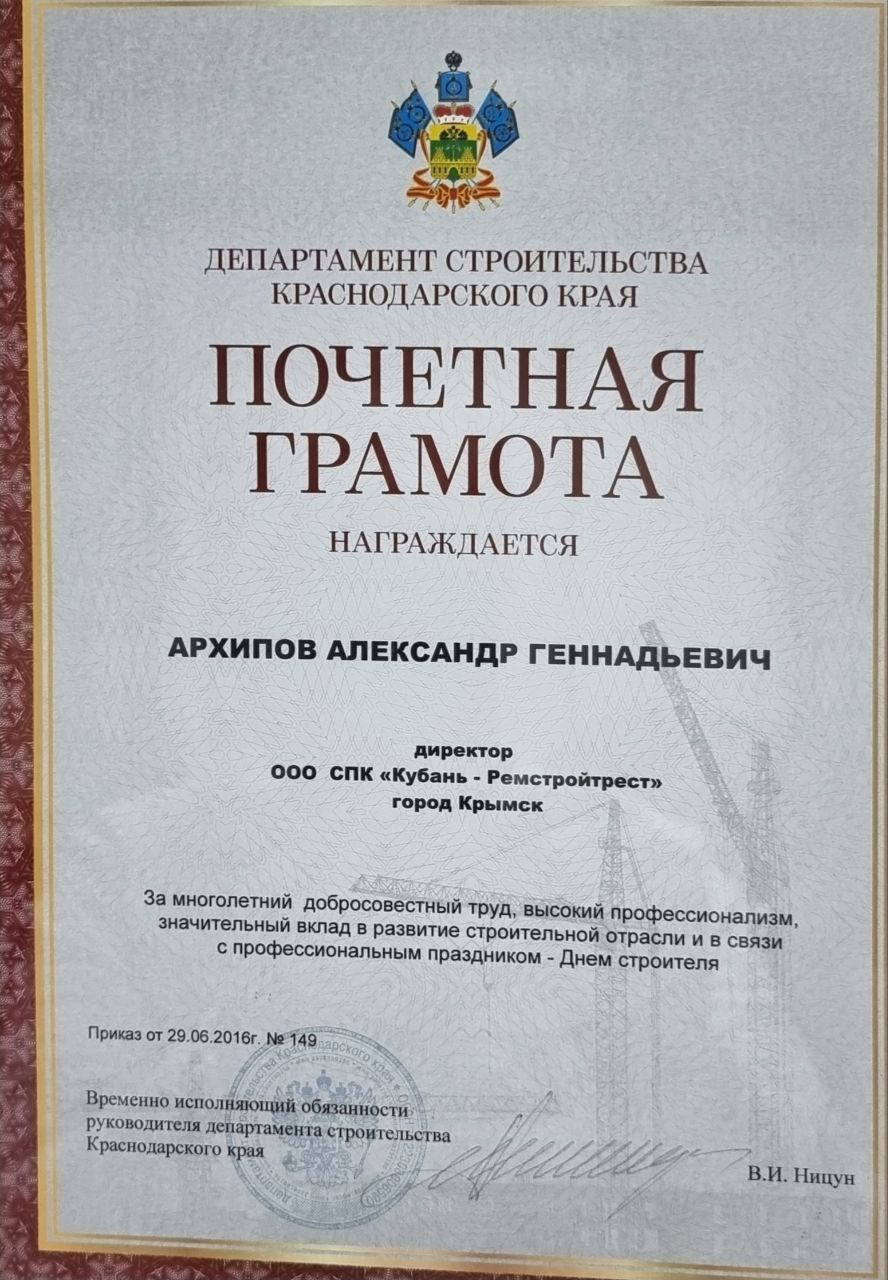 ДЕПАРТАМЕНТ СТРОИТЕЛЬСТВА
КРАСНОДАРСКОГО КРАЯ
ПОЧЕТНАЯ
ГРАМОТА
НАГРАЖДАЕТСЯ
АРХИПОВ АЛЕКСАНДР ГЕННАДЬЕВИЧ
директор
ООО СПК «Кубань - Ремстройтрест»
город Крымск
За многолетний добросовестный труд, высокий профессионализм,
значительный вклад в развитие строительной отрасли и в связи
с профессиональным праздником - Днем строителя
Приказ от 29.06.2016г. № 149
Временно исполняющий обязанности
руководителя департамента строительства
Краснодарского края
В.И. Ницун
Краснодарского края